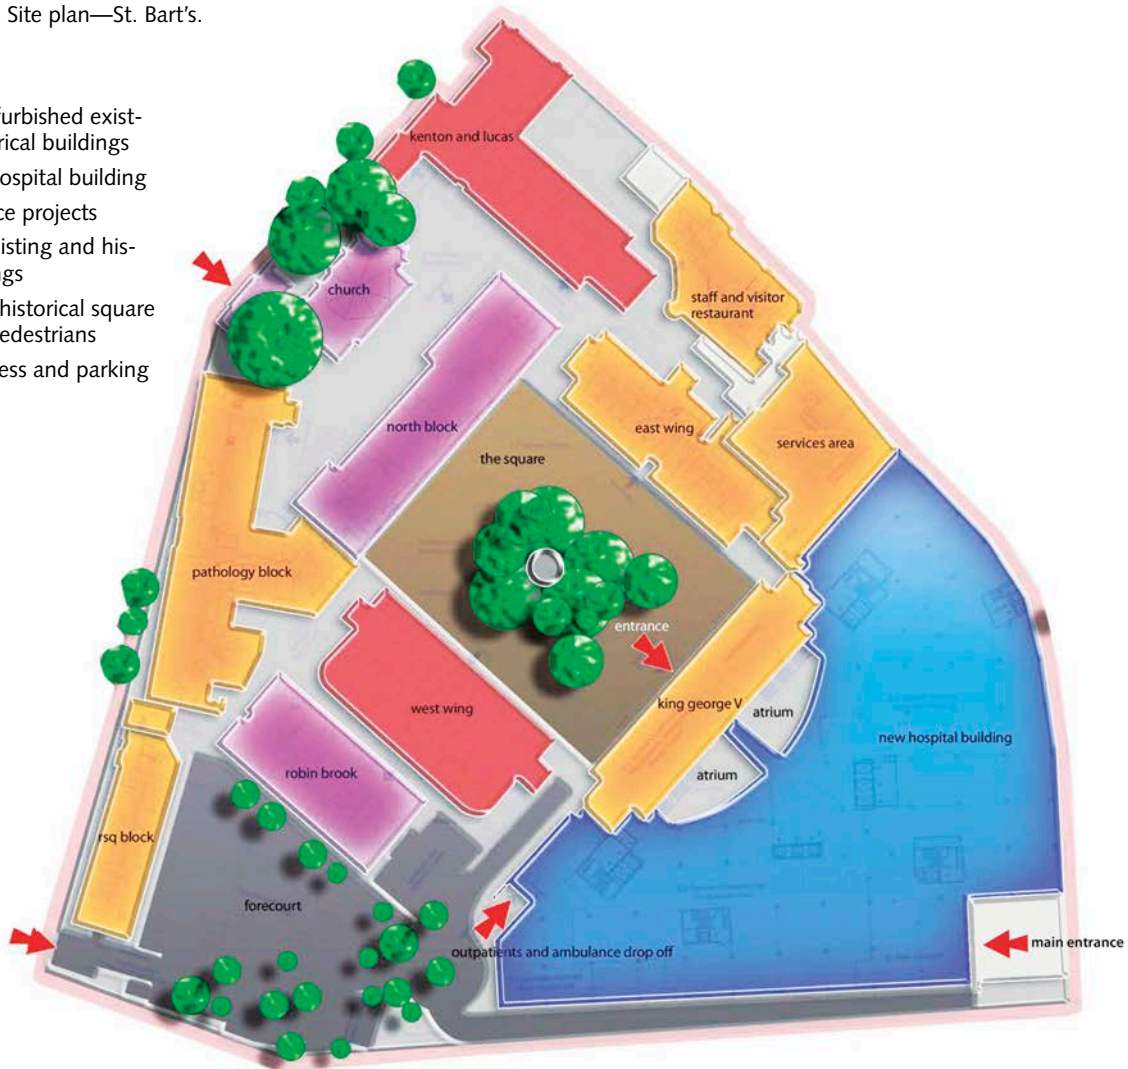 Site plan—St. Bart's.
furbished exist-
rical buildings
ospital building
ce projects
isting and his-
ngs
historical square
edestrians
ess and parking
kenton and lucas
church
staff and visitor
restaurant
north block
east wing
services area
the square
pathology block
entrance
king george V
atrium
west wing
new hospital building
atrium
robin brook
rsq block
forecourt
outpatients and ambulance drop off
main entrance